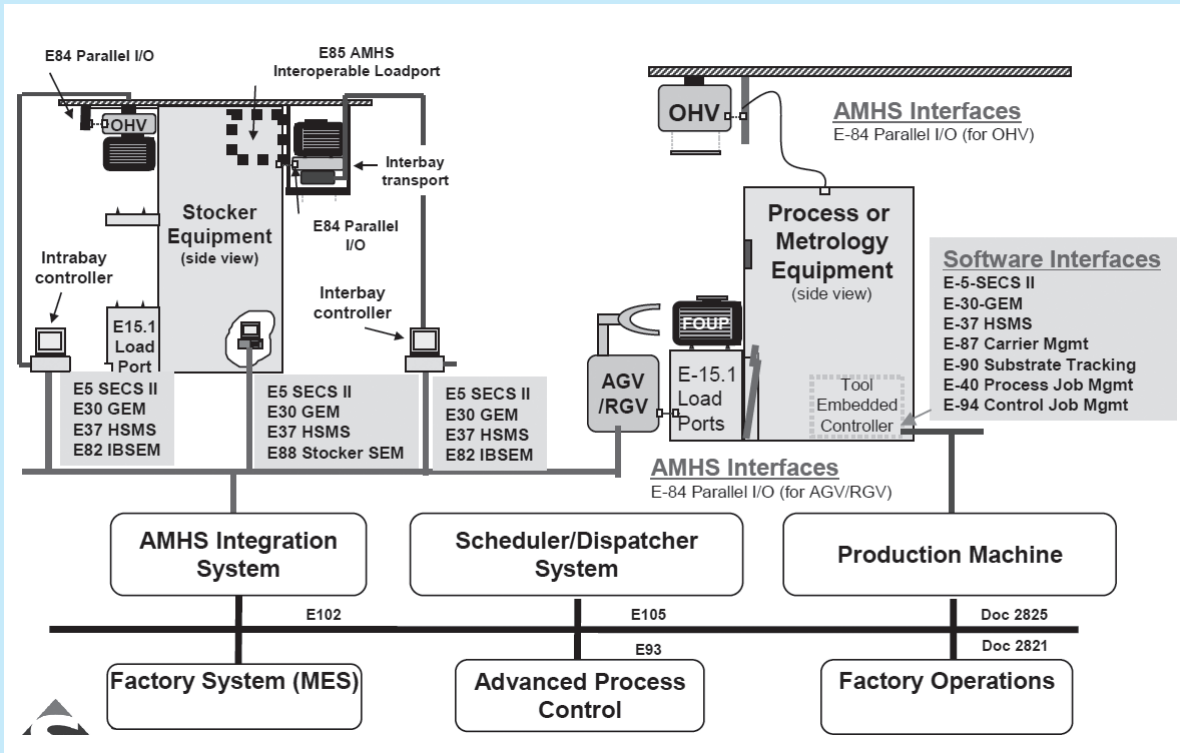 E84 Parallel I/O
E85 AMHS
Interoperable Loadport
OHV
Interbay
transport
E84 Parallel
I/O
Stocker
Equipment
(side view)
Intrabay
controller
Interbay
controller
E15.1
Load
Port
E5 SECS II
E30 GEM
E37 HSMS
E82 IBSEM
E5 SECS II
E30 GEM
E37 HSMS
E88 Stocker SEM
E5 SECS II
E30 GEM
E37 HSMS
E82 IBSEM
OHV
AMHS Interfaces
E-84 Parallel I/O (for OHV)
Process or
Metrology
Equipment
(side view)
FOUP
AGV
/RGV
E-15.1
Load
Ports
Tool
Embedded
Controller
Software Interfaces
E-5-SECS II
E-30-GEM
E-37 HSMS
E-87 Carrier Mgmt
E-90 Substrate Tracking
E-40 Process Job Mgmt
E-94 Control Job Mgmt
AMHS Interfaces
E-84 Parallel I/O (for AGV/RGV)
AMHS Integration
System
Scheduler/Dispatcher
System
Production Machine
E102
E105
Doc 2825
E93
Doc 2821
Factory System (MES)
Advanced Process
Control
Factory Operations